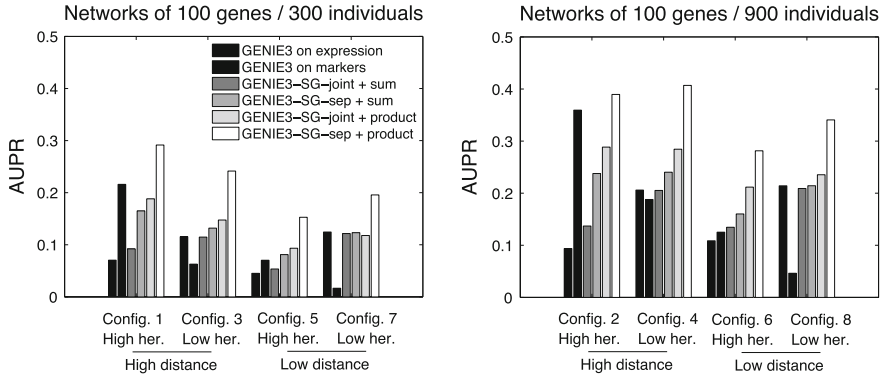 Networks of 100 genes / 300 individuals
0.5
0.4
0.3
0.2
0.1
0
AUPR
GENIE3 on expression
GENIE3 on markers
GENIE3-SG-joint + sum
GENIE3-SG-sep + sum
GENIE3-SG-joint + product
GENIE3-SG-sep + product
Config. 1 Config. 3 Config. 5 Config. 7
High her. Low her. High her. Low her.
High distance Low distance
Networks of 100 genes / 900 individuals
0.5
0.4
0.3
0.2
0.1
0
AUPR
Config. 2 Config. 4 Config. 6 Config. 8
High her. Low her. High her. Low her.
High distance Low distance